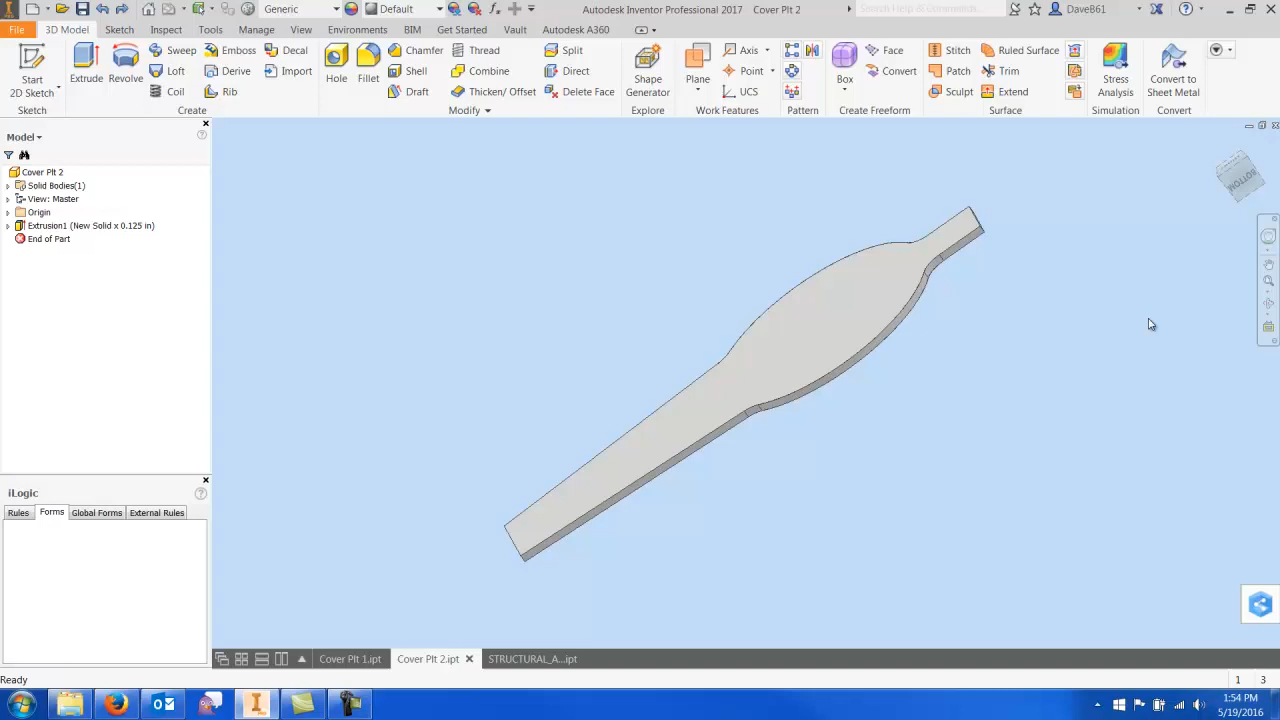 Generic Default Autodesk Inventor Professional 2017 Cover Plt 2 Search Help & Commands... DaveB61
File 3D Model Sketch Inspect Tools Manage View Environments BIM Get Started Vault Autodesk A360
Sweep Emboss Decal Chamfer Thread Split Axis Face Stitch Ruled Surface
Start 2D Sketch Extrude Revolve Loft Derive Import Hole Fillet Shell Combine Direct Shape Generator Plane Point Box Convert Patch Trim Stress Analysis Convert to Sheet Metal
Coil Rib Draft Thicken/ Offset Delete Face UCS Sculpt Extend
Sketch Create Modify Explore Work Features Pattern Create Freeform Surface Simulation Convert
Model
Cover Plt 2
Solid Bodies(1)
View: Master
Origin
Extrusion1 (New Solid x 0.125 in)
End of Part
BOTTOM
iLogic
Rules Forms Global Forms External Rules
Cover Plt 1.ipt Cover Plt 2.ipt STRUCTURAL_A...ipt
Ready 1 3
1:54 PM
5/19/2016